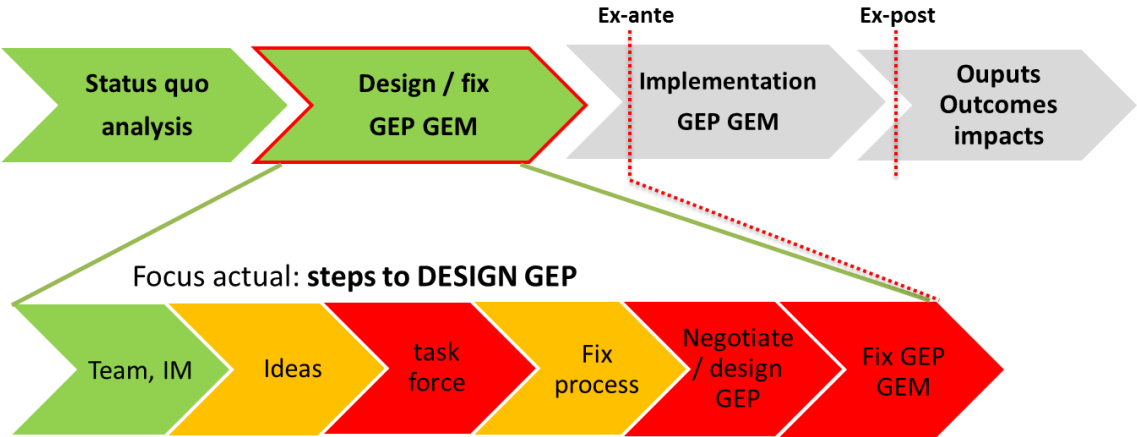 Ex-ante
Ex-post
Status quo
analysis
Design / fix
GEP GEM
Implementation
GEP GEM
Ouputs
Outcomes
impacts
Focus actual: steps to DESIGN GEP
Team, IM
Ideas
task
force
Fix
process
Negotiate
/ design
GEP
Fix GEP
GEM